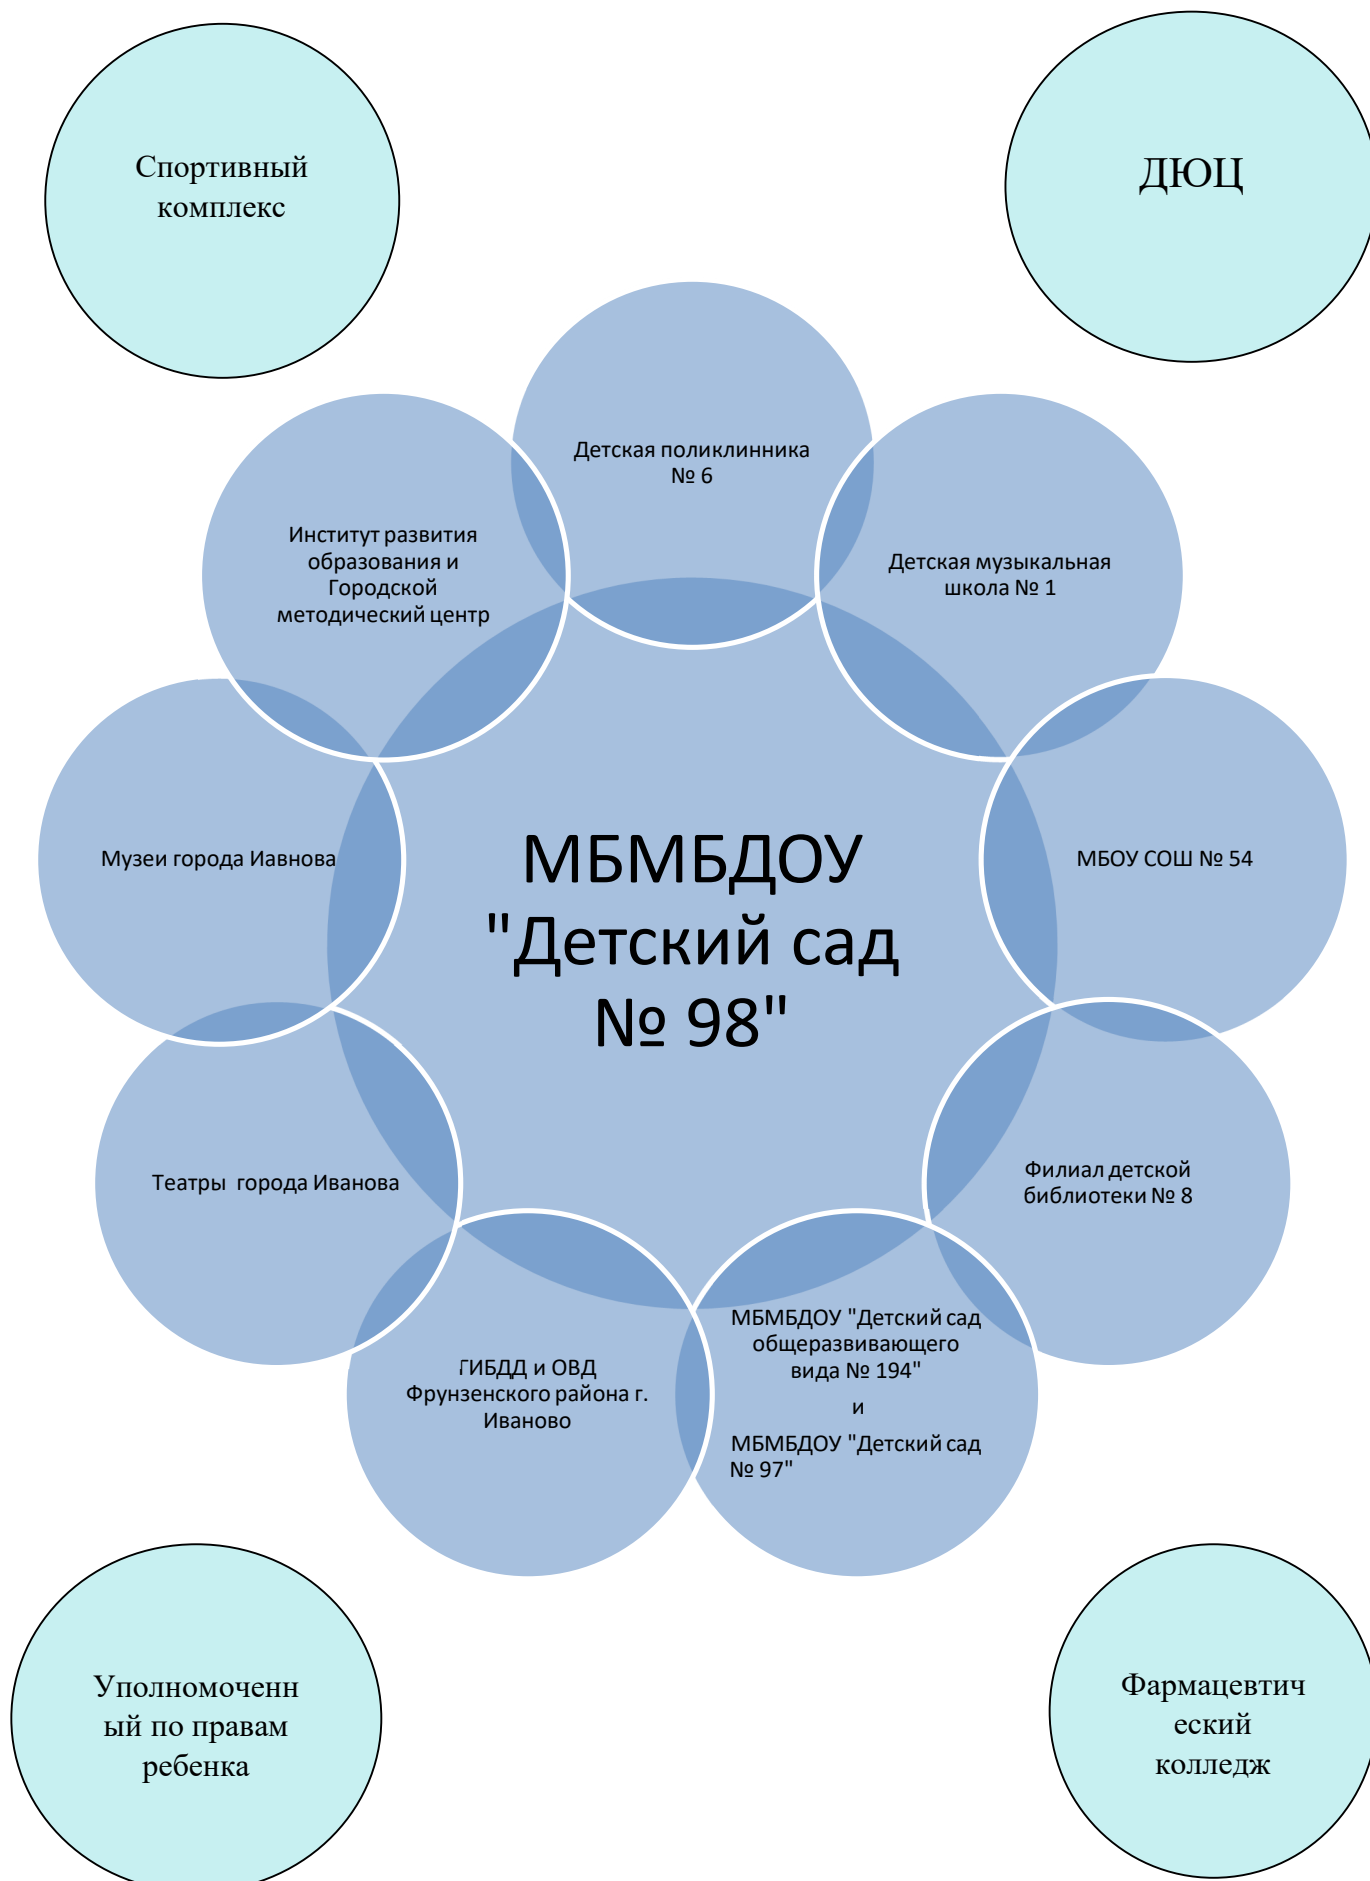 Спортивный
комплекс
ДЮЦ
Детская поликлинника
№ 6
Институт развития
образования и
Городской
методический центр
Детская музыкальная
школа № 1
Музеи города Иавнова
МБМБДОУ
"Детский сад
№ 98"
МБОУ СОШ № 54
Театры города Иванова
Филиал детской
библиотеки № 8
ГИБДД и ОВД
Фрунзенского района г.
Иваново
МБМБДОУ "Детский сад
общеразвивающего
вида № 194"
и
МБМБДОУ "Детский сад
№ 97"
Уполномоченн
ый по правам
ребенка
Фармацевтич
еский
колледж